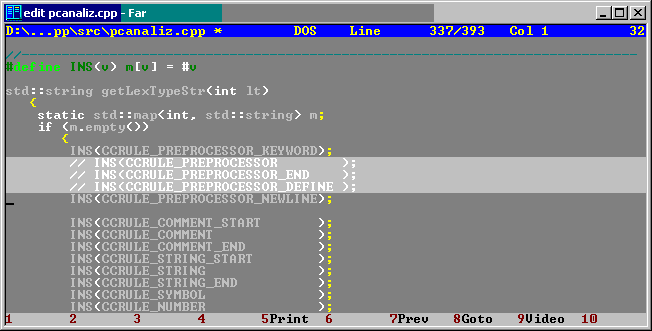 edit pcanaliz.cpp - Far
D:\...pp\src\pcanaliz.cpp * DOS Line 337/393 Col 1 32
//
#define INS(v) m[v] = #v
std::string getLexTypeStr(int lt)
{
static std::map(int, std::string) m;
if (m.empty())
{
INS(CCRULE_PREPROCESSOR_KEYWORD);
// INS(CCRULE_PREPROCESSOR );
// INS(CCRULE_PREPROCESSOR_END );
// INS(CCRULE_PREPROCESSOR_DEFINE );
INS(CCRULE_PREPROCESSOR_NEWLINE);
INS(CCRULE_COMMENT_START );
INS(CCRULE_COMMENT );
INS(CCRULE_COMMENT_END );
INS(CCRULE_STRING_START );
INS(CCRULE_STRING );
INS(CCRULE_STRING_END );
INS(CCRULE_SYMBOL );
INS(CCRULE_NUMBER );
1 2 3 4 5Print 6 7Prev 8Goto 9Video 10